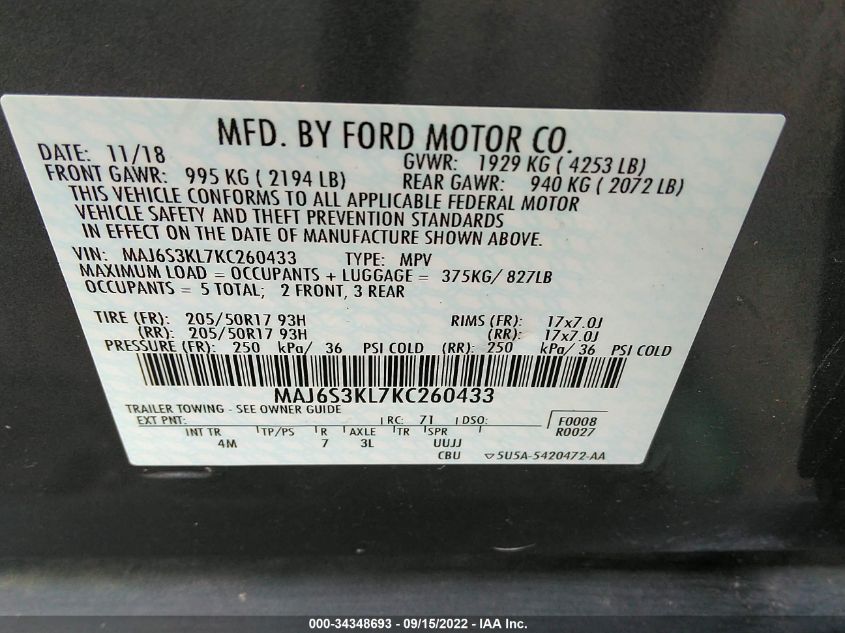 MFD. BY FORD MOTOR CO.
DATE: 11/18 GVWR: 1929 KG ( 4253 LB)
FRONT GAWR: 995 KG ( 2194 LB) REAR GAWR: 940 KG ( 2072 LB)
THIS VEHICLE CONFORMS TO ALL APPLICABLE FEDERAL MOTOR
VEHICLE SAFETY AND THEFT PREVENTION STANDARDS
IN EFFECT ON THE DATE OF MANUFACTURE SHOWN ABOVE.
VIN: MAJ6S3KL7KC260433 TYPE: MPV
MAXIMUM LOAD = OCCUPANTS + LUGGAGE = 375KG/ 827LB
OCCUPANTS = 5 TOTAL; 2 FRONT, 3 REAR
TIRE (FR): 205/50R17 93H RIMS (FR): 17x7.0J
(RR): 205/50R17 93H (RR): 17x7.0J
PRESSURE (FR): 250 kPa/ 36 PSI COLD (RR): 250 kPa/ 36 PSI COLD
MAJ6S3KL7KC260433
TRAILER TOWING - SEE OWNER GUIDE
EXT PNT: RC: 71 DSO: F0008
R0027
INT TR TP/PS R AXLE TR SPR
4M 7 3L UUJJ
CBU 5U5A-5420472-AA
000-34348693 - 09/15/2022 - IAA Inc.